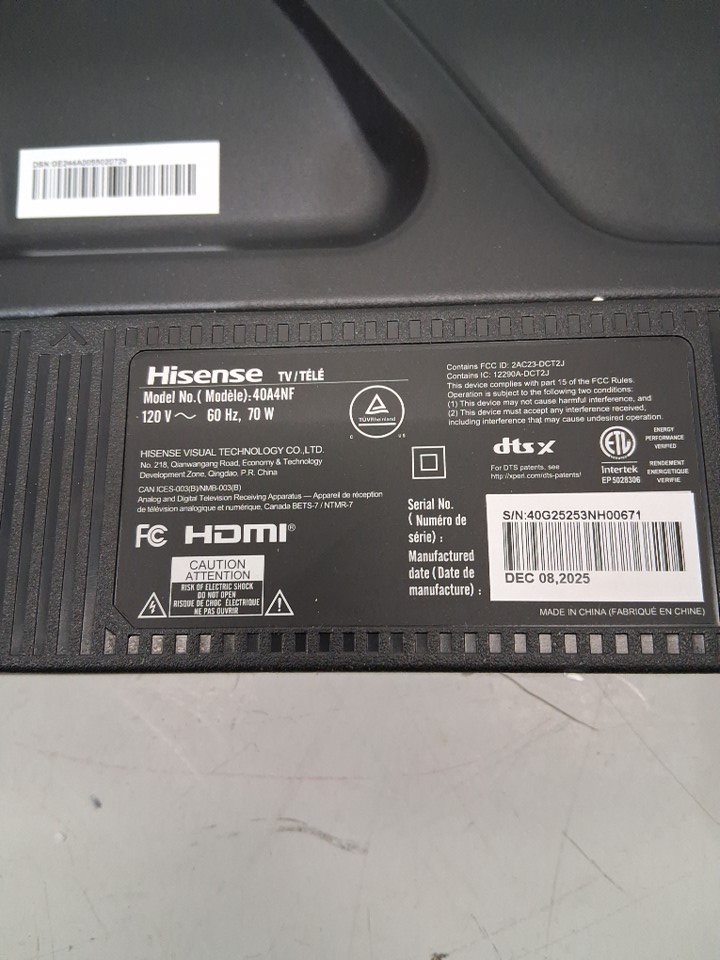 Hisense TV/TÉLÉ
Model No.( Modèle): 40A4NF
120 V 60 Hz, 70 W
TÜVRheinland
C US
HISENSE VISUAL TECHNOLOGY CO.,LTD.
No. 218, Qianwangang Road, Economy & Technology
Development Zone, Qingdao, P.R. China
CAN ICES-003(B)/NMB-003(B)
Analog and Digital Television Receiving Apparatus — Appareil de réception
de télévision analogique et numérique, Canada BETS-7 / NTMR-7
FC HDMI®
CAUTION
ATTENTION
RISK OF ELECTRIC SHOCK
DO NOT OPEN
RISQUE DE CHOC ÉLECTRIQUE
NE PAS OUVRIR
Contains FCC ID: 2AC23-DCT2J
Contains IC: 12290A-DCT2J
This device complies with part 15 of the FCC Rules.
Operation is subject to the following two conditions:
(1) This device may not cause harmful interference, and
(2) This device must accept any interference received,
including interference that may cause undesired operation.
dts x
For DTS patents, see
http://xperi.com/dts-patents/
ETL
Intertek
EP 5028306
ENERGY
PERFORMANCE
VERIFIED
RENDEMENT
ENERGETIQUE
VERIFIE
Serial No.
(Numéro de
série) :
S/N:40G25253NH00671
Manufactured
date (Date de
manufacture) :
DEC 08,2025
MADE IN CHINA (FABRIQUÉ EN CHINE)